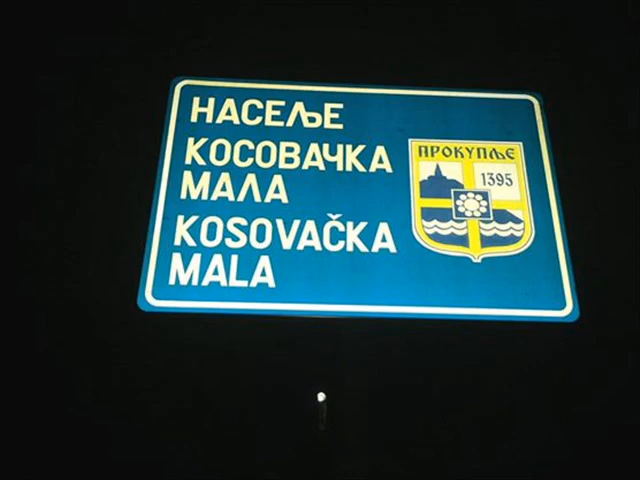 НАСЕЉЕ
КОСОВАЧКА
МАЛА
KOSOVAČKA
MALA
ПРОКУПЉЕ
1395